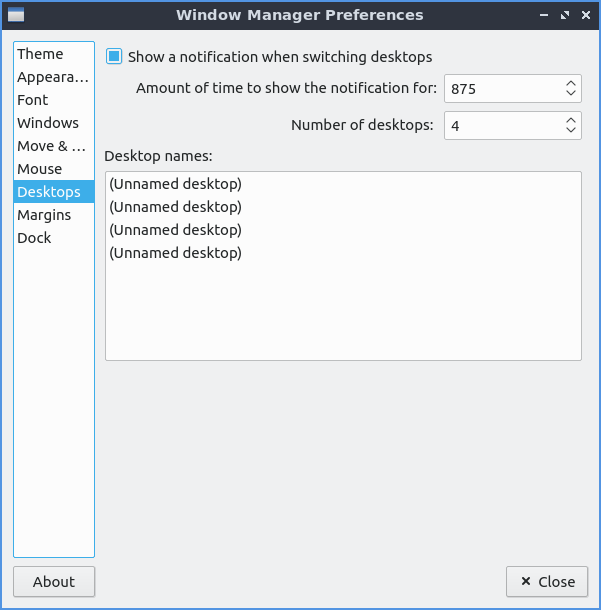 Window Manager Preferences
Theme
Appeara...
Font
Windows
Move & ...
Mouse
Desktops
Margins
Dock
Show a notification when switching desktops
Amount of time to show the notification for: 875
Number of desktops: 4
Desktop names:
(Unnamed desktop)
(Unnamed desktop)
(Unnamed desktop)
(Unnamed desktop)
About
Close